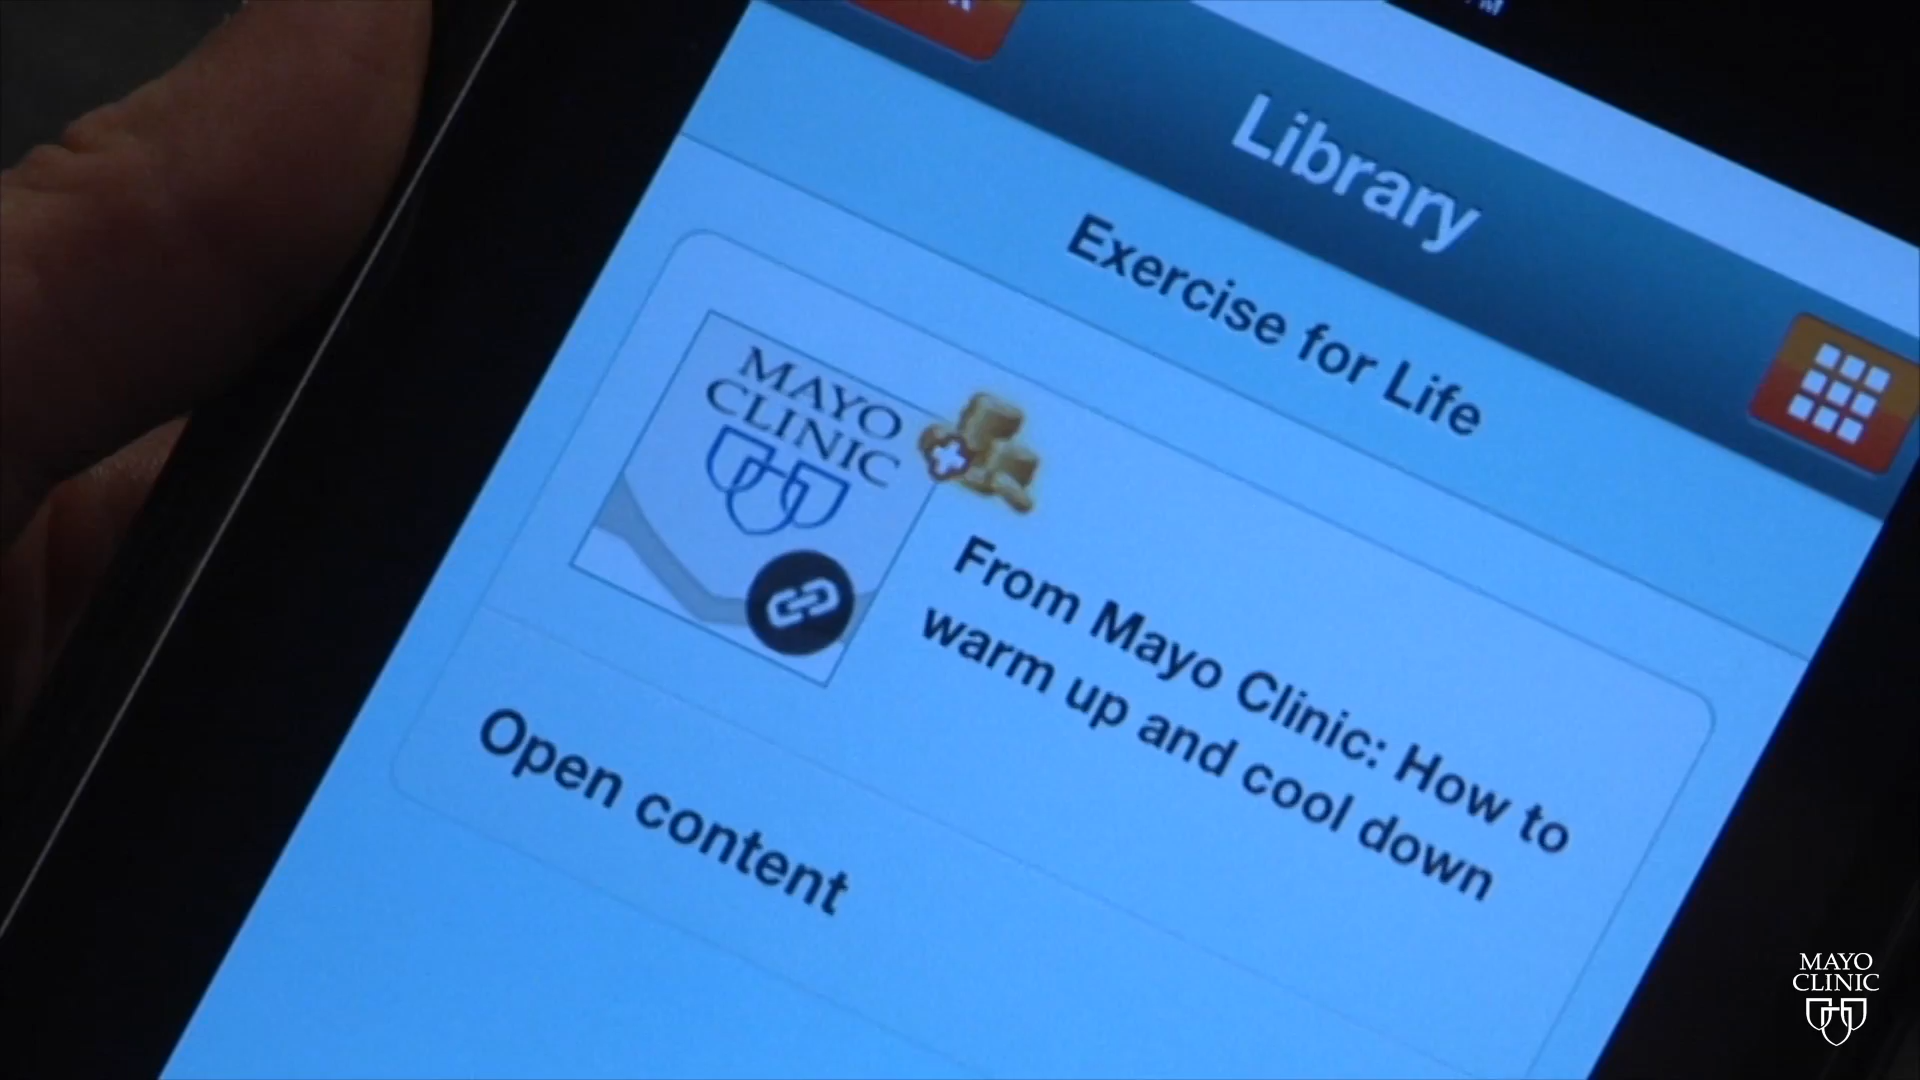 Library
Exercise for Life
MAYO
CLINIC
From Mayo Clinic: How to
warm up and cool down
Open content
MAYO
CLINIC